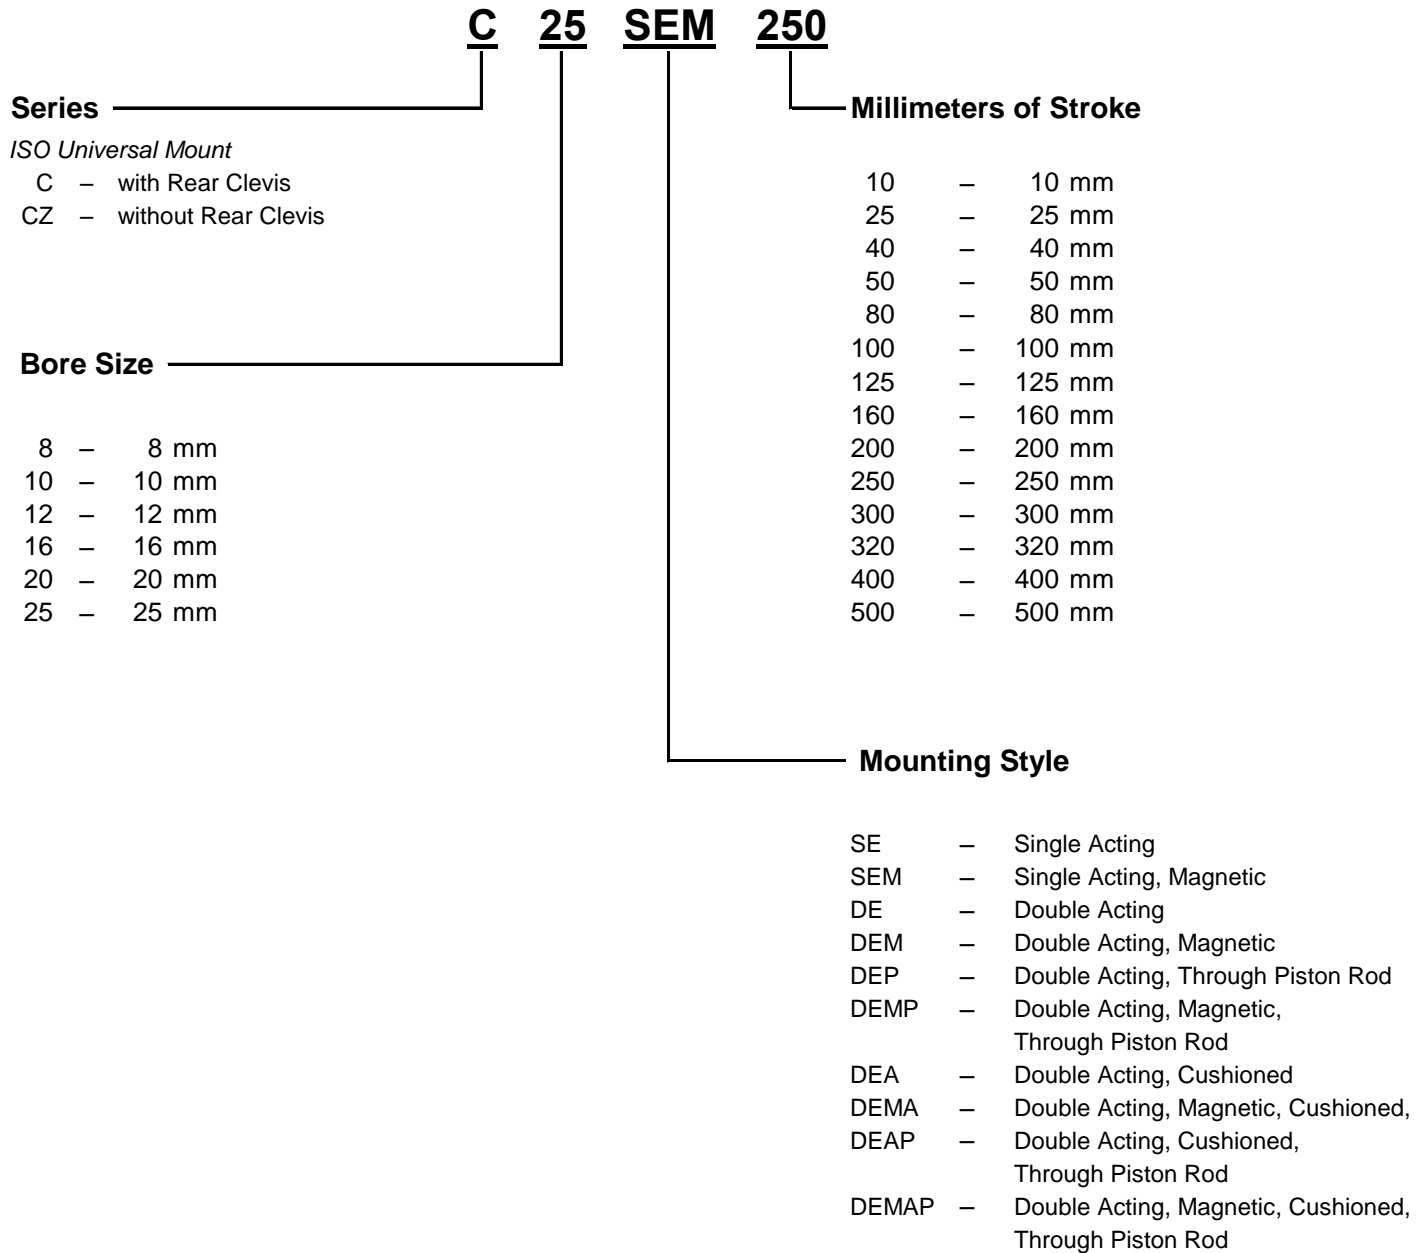 C 25 SEM 250
Series
ISO Universal Mount
C – with Rear Clevis
CZ – without Rear Clevis
Bore Size
8 – 8 mm
10 – 10 mm
12 – 12 mm
16 – 16 mm
20 – 20 mm
25 – 25 mm
Millimeters of Stroke
10 – 10 mm
25 – 25 mm
40 – 40 mm
50 – 50 mm
80 – 80 mm
100 – 100 mm
125 – 125 mm
160 – 160 mm
200 – 200 mm
250 – 250 mm
300 – 300 mm
320 – 320 mm
400 – 400 mm
500 – 500 mm
Mounting Style
SE – Single Acting
SEM – Single Acting, Magnetic
DE – Double Acting
DEM – Double Acting, Magnetic
DEP – Double Acting, Through Piston Rod
DEMP – Double Acting, Magnetic,
Through Piston Rod
DEA – Double Acting, Cushioned
DEMA – Double Acting, Magnetic, Cushioned,
DEAP – Double Acting, Cushioned,
Through Piston Rod
DEMAP – Double Acting, Magnetic, Cushioned,
Through Piston Rod